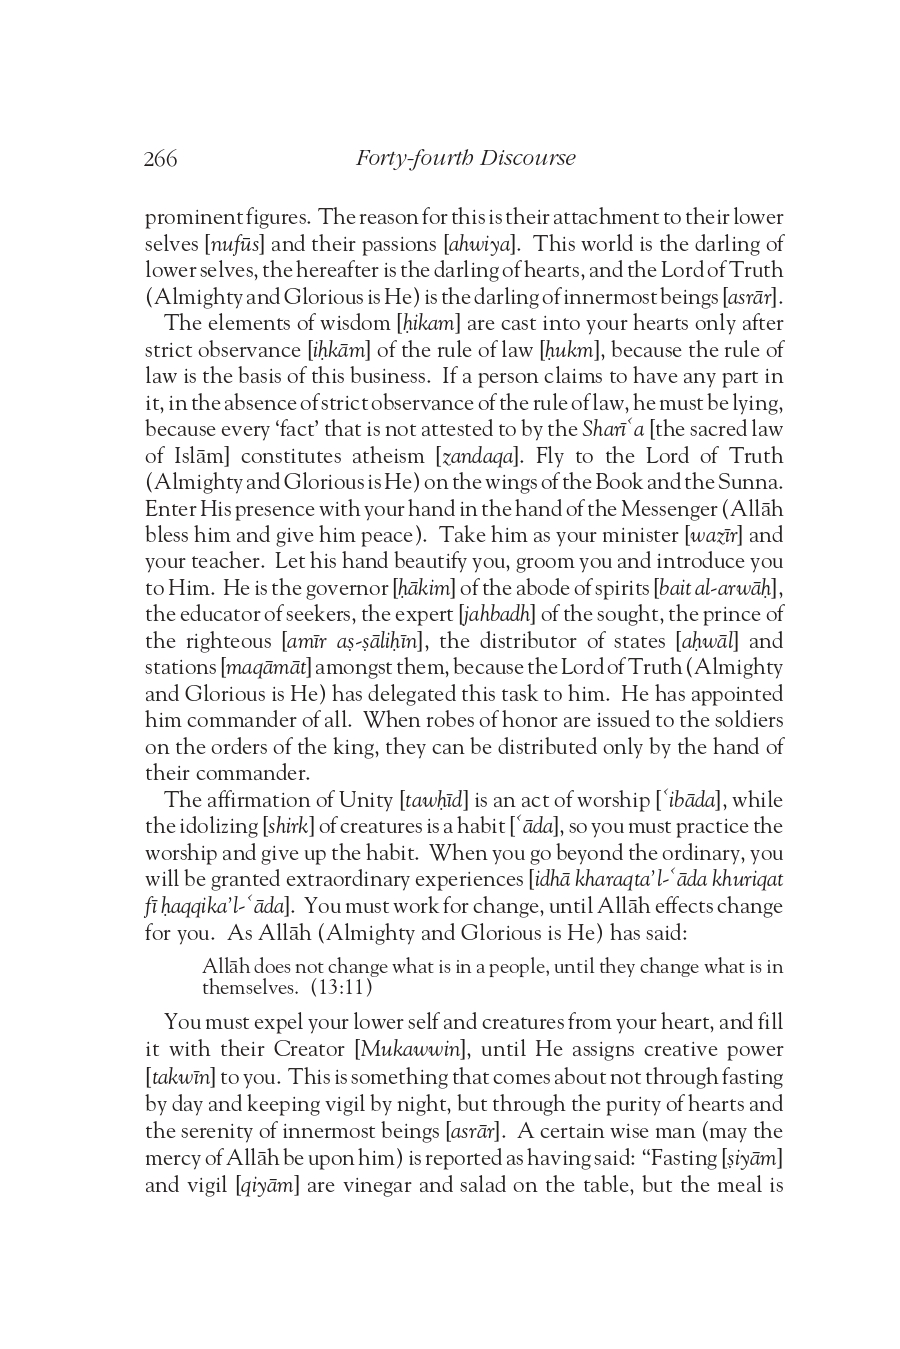 266
Forty-fourth Discourse
prominent figures. The reason for this is their attachment to their lower
selves [nufūs] and their passions [ahwiya]. This world is the darling of
lower selves, the hereafter is the darling of hearts, and the Lord of Truth
(Almighty and Glorious is He) is the darling of innermost beings [asrār].
The elements of wisdom [ḥikam] are cast into your hearts only after
strict observance [iḥkām] of the rule of law [ḥukm], because the rule of
law is the basis of this business. If a person claims to have any part in
it, in the absence of strict observance of the rule of law, he must be lying,
because every ‘fact’ that is not attested to by the Sharīʿa [the sacred law
of Islām] constitutes atheism [zandaqa]. Fly to the Lord of Truth
(Almighty and Glorious is He) on the wings of the Book and the Sunna.
Enter His presence with your hand in the hand of the Messenger (Allāh
bless him and give him peace). Take him as your minister [wazīr] and
your teacher. Let his hand beautify you, groom you and introduce you
to Him. He is the governor [ḥākim] of the abode of spirits [bait al-arwāḥ],
the educator of seekers, the expert [jahbadh] of the sought, the prince of
the righteous [amīr aṣ-ṣāliḥīn], the distributor of states [aḥwāl] and
stations [maqāmāt] amongst them, because the Lord of Truth (Almighty
and Glorious is He) has delegated this task to him. He has appointed
him commander of all. When robes of honor are issued to the soldiers
on the orders of the king, they can be distributed only by the hand of
their commander.
The affirmation of Unity [tawḥīd] is an act of worship [ʿibāda], while
the idolizing [shirk] of creatures is a habit [ʿāda], so you must practice the
worship and give up the habit. When you go beyond the ordinary, you
will be granted extraordinary experiences [idhā kharaqta’l-ʿāda khuriqat
fī ḥaqqika’l-ʿāda]. You must work for change, until Allāh effects change
for you. As Allāh (Almighty and Glorious is He) has said:
Allāh does not change what is in a people, until they change what is in
themselves. (13:11)
You must expel your lower self and creatures from your heart, and fill
it with their Creator [Mukawwin], until He assigns creative power
[takwīn] to you. This is something that comes about not through fasting
by day and keeping vigil by night, but through the purity of hearts and
the serenity of innermost beings [asrār]. A certain wise man (may the
mercy of Allāh be upon him) is reported as having said: “Fasting [ṣiyām]
and vigil [qiyām] are vinegar and salad on the table, but the meal is